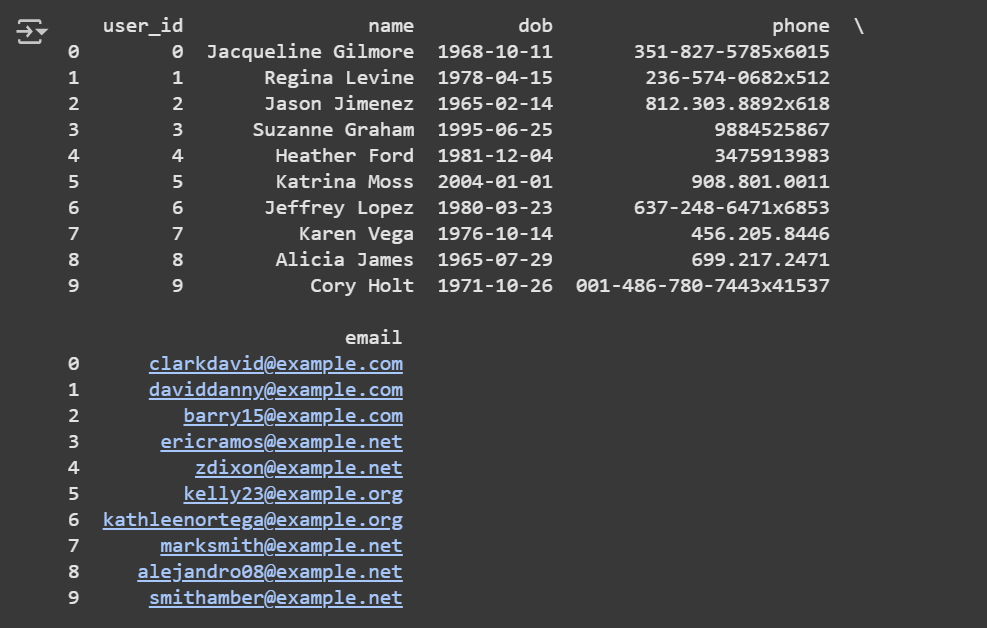 user_id name dob phone \
0 0 Jacqueline Gilmore 1968-10-11 351-827-5785x6015
1 1 Regina Levine 1978-04-15 236-574-0682x512
2 2 Jason Jimenez 1965-02-14 812.303.8892x618
3 3 Suzanne Graham 1995-06-25 9884525867
4 4 Heather Ford 1981-12-04 3475913983
5 5 Katrina Moss 2004-01-01 908.801.0011
6 6 Jeffrey Lopez 1980-03-23 637-248-6471x6853
7 7 Karen Vega 1976-10-14 456.205.8446
8 8 Alicia James 1965-07-29 699.217.2471
9 9 Cory Holt 1971-10-26 001-486-780-7443x41537
email
0 clarkdavid@example.com
1 daviddanny@example.com
2 barry15@example.com
3 ericramos@example.net
4 zdixon@example.net
5 kelly23@example.org
6 kathleenortega@example.org
7 marksmith@example.net
8 alejandro08@example.net
9 smithamber@example.net